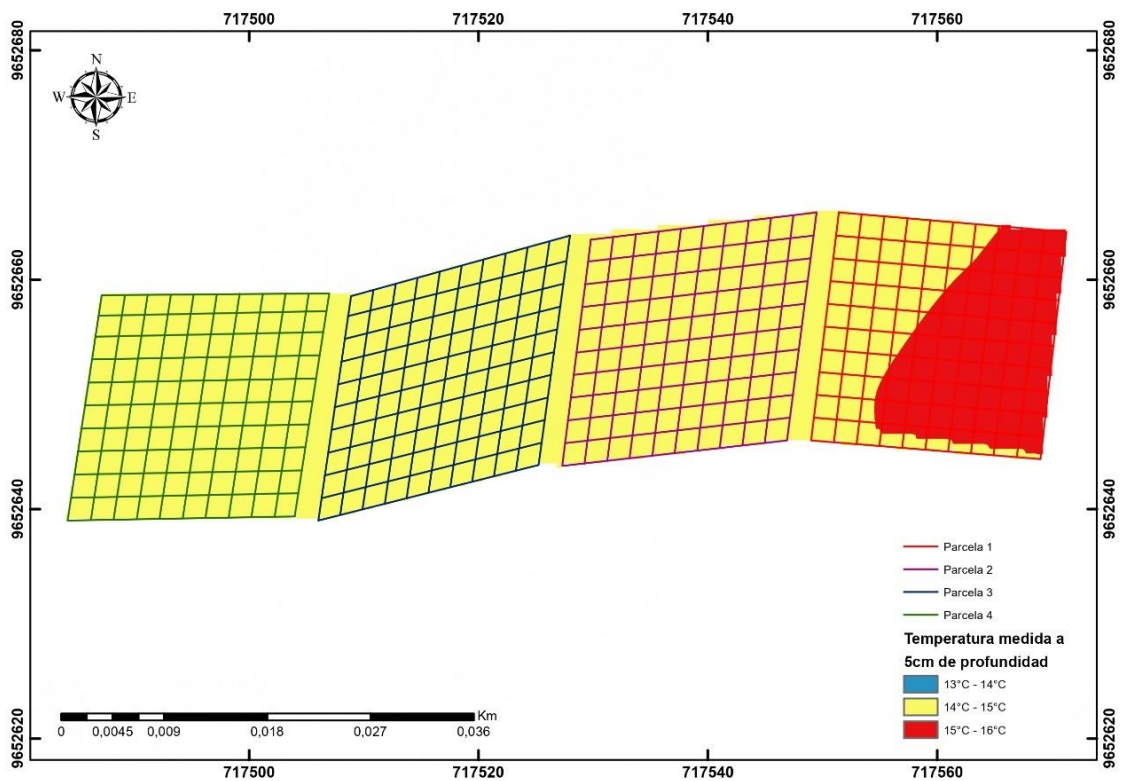 717500 717520 717540 717560
9652680 9652680
N
W E
S
9652660 9652660
9652640 9652640
Parcela 1
Parcela 2
Parcela 3
Parcela 4
Temperatura medida a
5cm de profundidad
13°C - 14°C
14°C - 15°C
15°C - 16°C
Km
0 0,0045 0,009 0,018 0,027 0,036
9652620 9652620
717500 717520 717540 717560